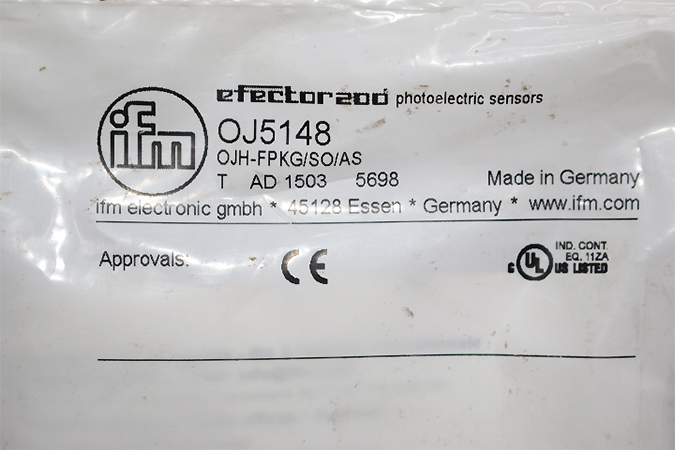 efector200 photoelectric sensors
ifm
OJ5148
OJH-FPKG/SO/AS
T AD 1503 5698 Made in Germany
ifm electronic gmbh * 45128 Essen * Germany * www.ifm.com
Approvals: CE
IND. CONT.
EQ. 11ZA
c UL US LISTED